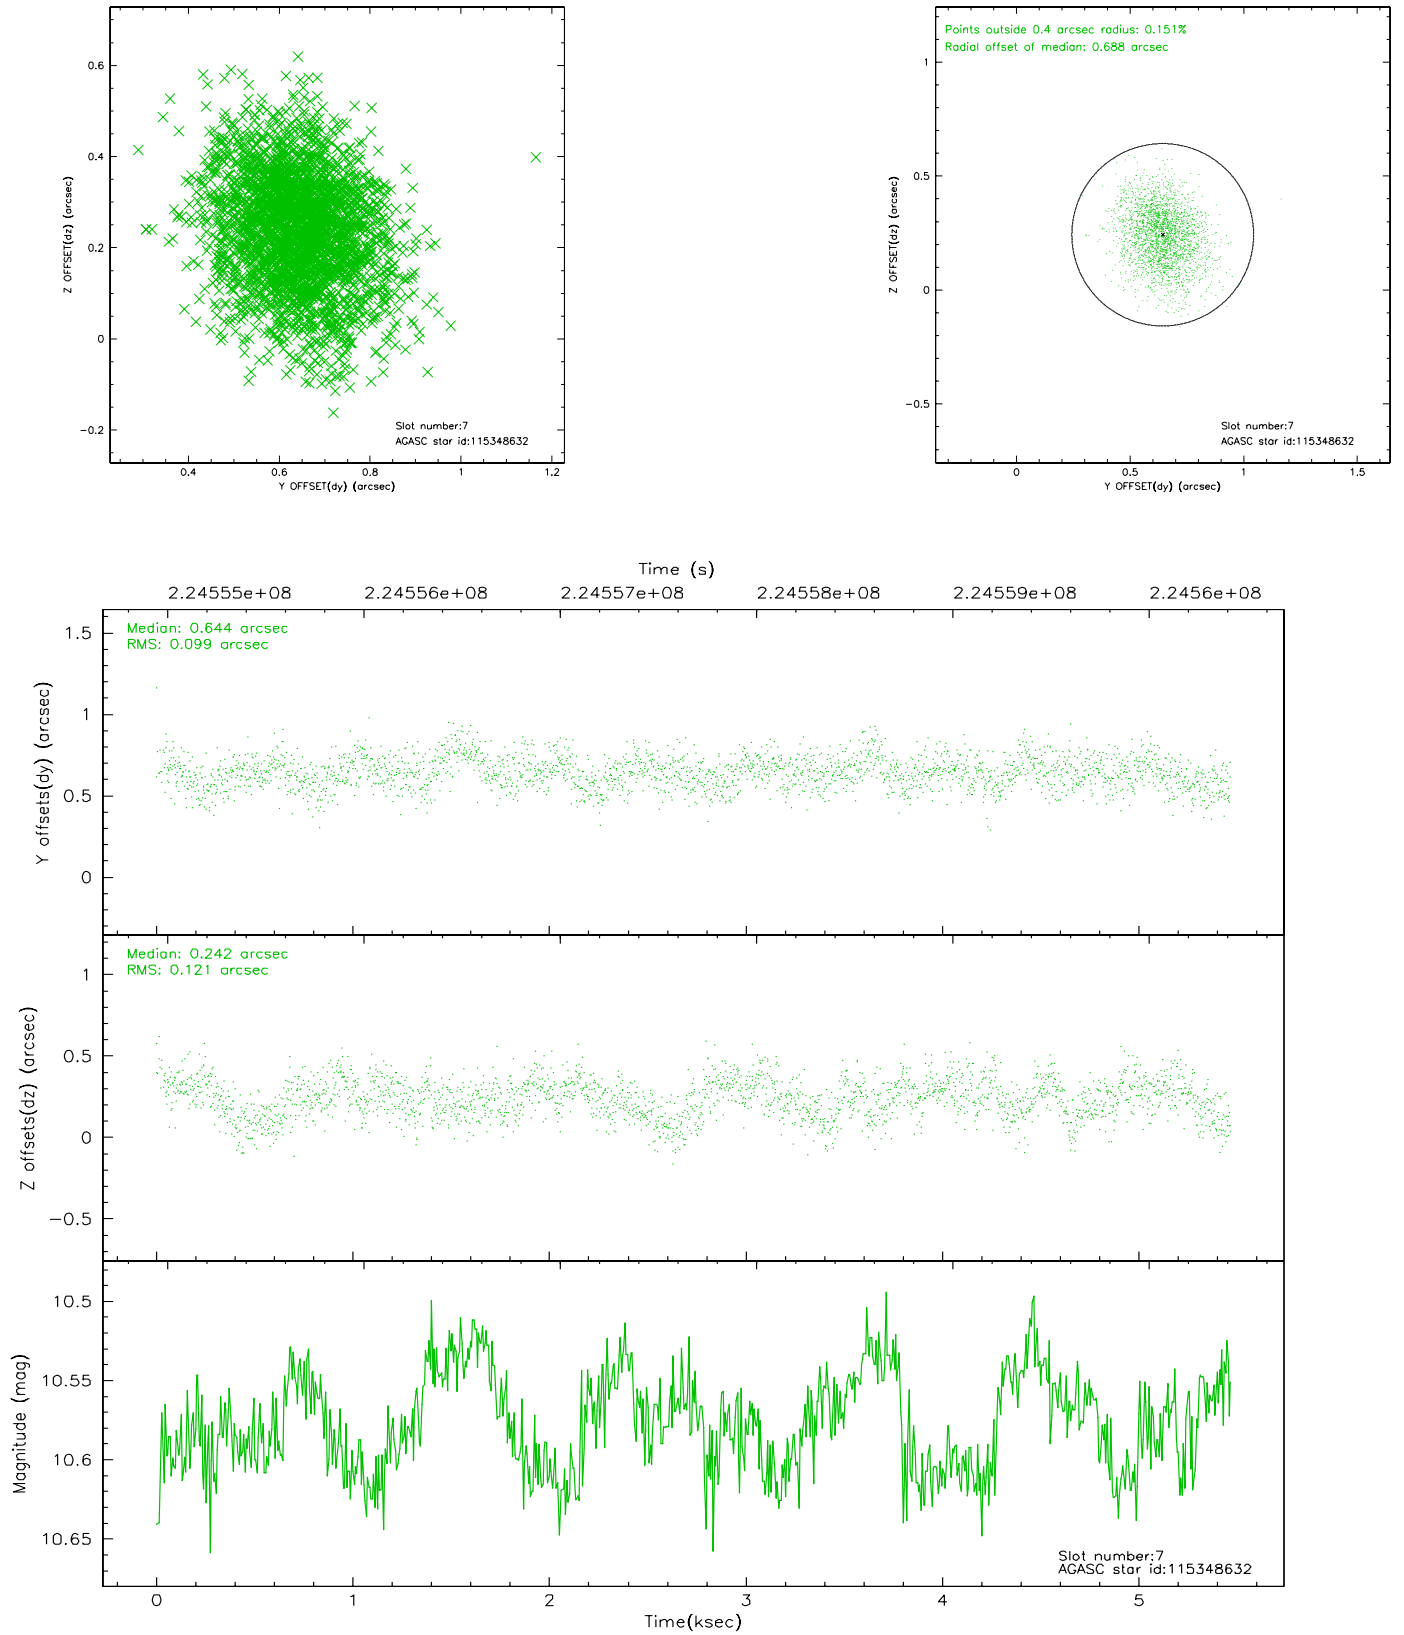 0.6
0.4
0.2
0
−0.2
Z OFFSET(dz) (arcsec)
Slot number:7
AGASC star id:115348632
0.4 0.6 0.8 1 1.2
Y OFFSET(dy) (arcsec)
Points outside 0.4 arcsec radius: 0.151%
Radial offset of median: 0.688 arcsec
1
0.5
0
−0.5
Z OFFSET(dz) (arcsec)
Slot number:7
AGASC star id:115348632
0 0.5 1 1.5
Y OFFSET(dy) (arcsec)
Time (s)
2.24555e+08 2.24556e+08 2.24557e+08 2.24558e+08 2.24559e+08 2.2456e+08
Median: 0.644 arcsec
RMS: 0.099 arcsec
1.5
1
0.5
0
Y offsets(dy) (arcsec)
Median: 0.242 arcsec
RMS: 0.121 arcsec
1
0.5
0
−0.5
Z offsets(dz) (arcsec)
10.5
10.55
10.6
10.65
Magnitude (mag)
Slot number:7
AGASC star id:115348632
0 1 2 3 4 5
Time(ksec)